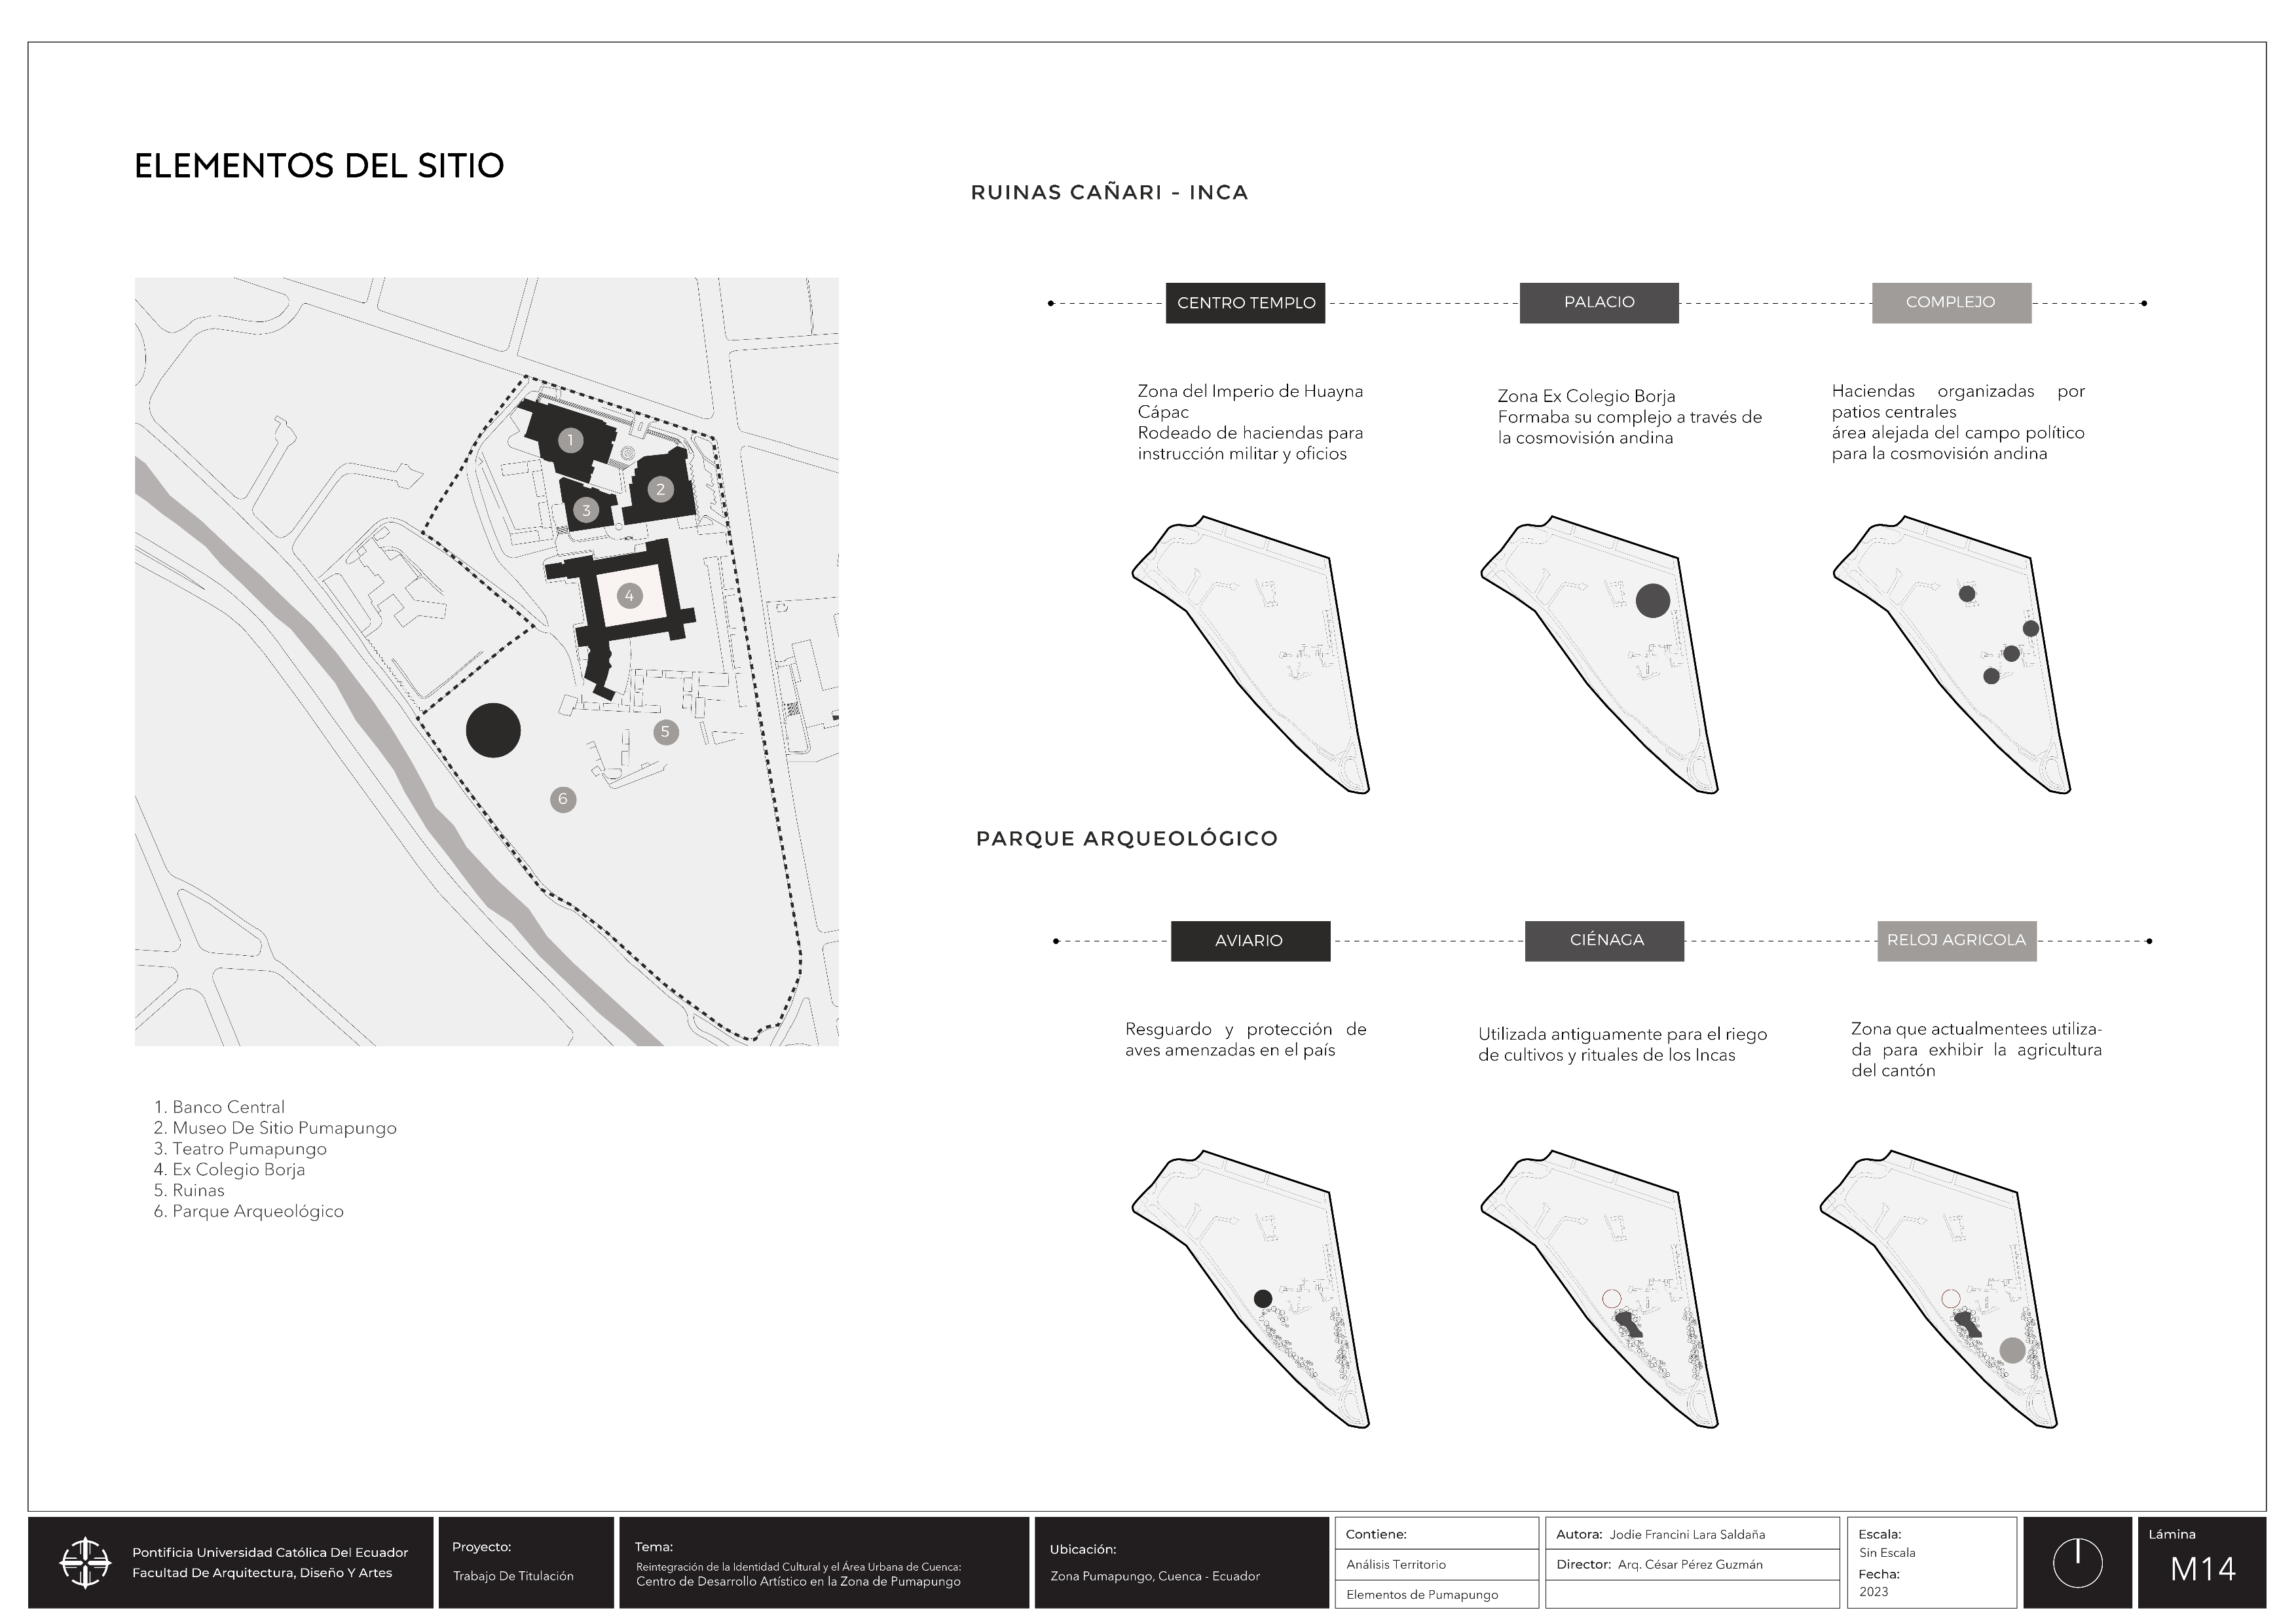 ELEMENTOS DEL SITIO
1
2
3
4
5
6
1. Banco Central
2. Museo De Sitio Pumapungo
3. Teatro Pumapungo
4. Ex Colegio Borja
5. Ruinas
6. Parque Arqueológico
RUINAS CAÑARI - INCA
CENTRO TEMPLO
Zona del Imperio de Huayna
Cápac
Rodeado de haciendas para
instrucción militar y oficios
PALACIO
Zona Ex Colegio Borja
Formaba su complejo a través de
la cosmovisión andina
COMPLEJO
Haciendas organizadas por
patios centrales
área alejada del campo político
para la cosmovisión andina
PARQUE ARQUEOLÓGICO
AVIARIO
Resguardo y protección de
aves amenzadas en el país
CIÉNAGA
Utilizada antiguamente para el riego
de cultivos y rituales de los Incas
RELOJ AGRICOLA
Zona que actualmentees utiliza-
da para exhibir la agricultura
del cantón
Pontificia Universidad Católica Del Ecuador
Facultad De Arquitectura, Diseño Y Artes
Proyecto:
Trabajo De Titulación
Tema:
Reintegración de la Identidad Cultural y el Área Urbana de Cuenca:
Centro de Desarrollo Artístico en la Zona de Pumapungo
Ubicación:
Zona Pumapungo, Cuenca - Ecuador
Contiene:
Análisis Territorio
Elementos de Pumapungo
Autora: Jodie Francini Lara Saldaña
Director: Arq. César Pérez Guzmán
Escala:
Sin Escala
Fecha:
2023
Lámina
M14